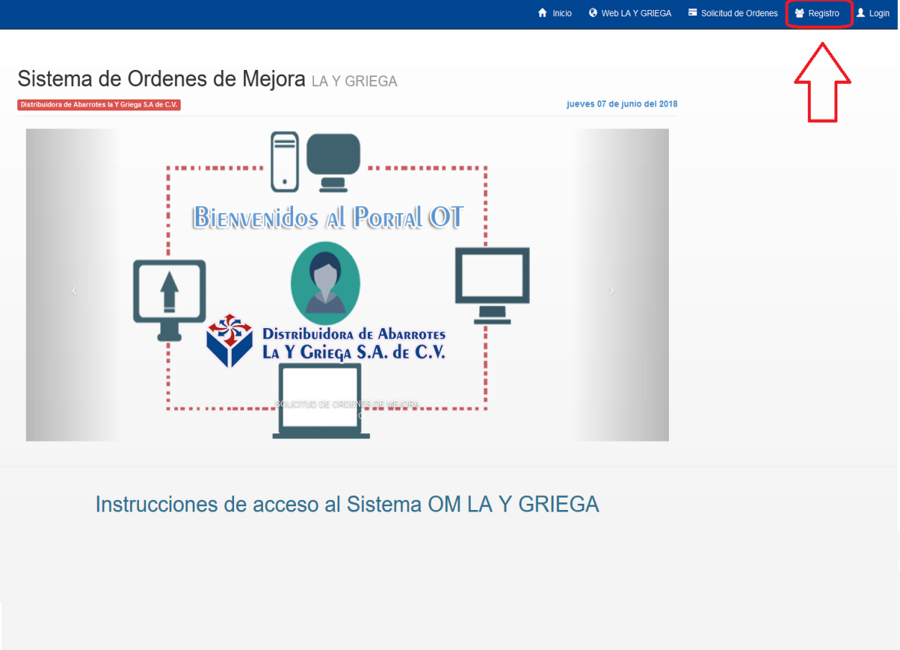 Inicio Web LA Y GRIEGA Solicitud de Ordenes Registro Login
Sistema de Ordenes de Mejora LA Y GRIEGA
Distribuidora de Abarrotes la Y Griega S.A de C.V.
jueves 07 de junio del 2018
Bienvenidos al Portal OT
Distribuidora de Abarrotes
La Y Griega S.A. de C.V.
SOLICITUD DE ORDENES DE MEJORA
Instrucciones de acceso al Sistema OM LA Y GRIEGA